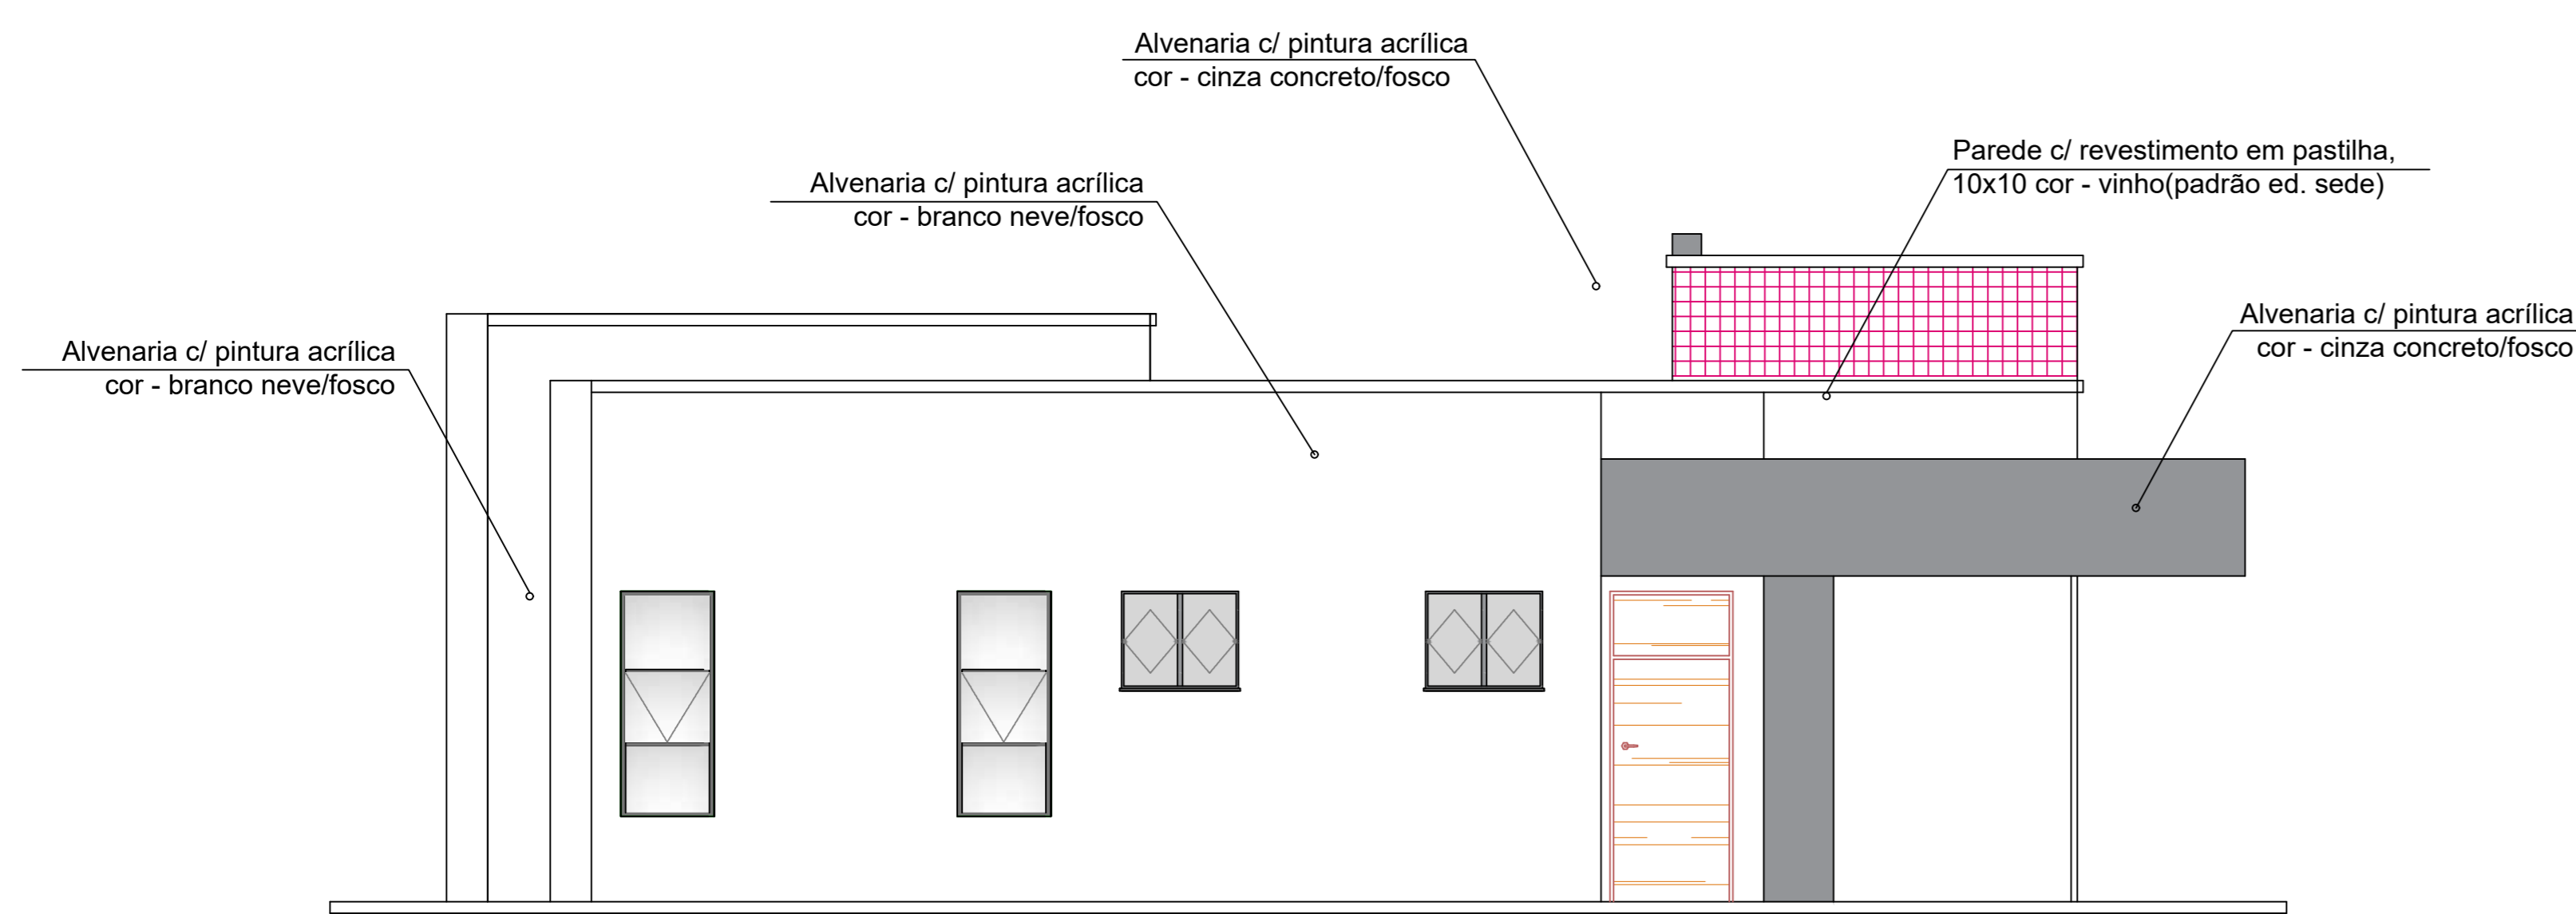 Alvenaria c/ pintura acrílica
cor - cinza concreto/fosco
Parede c/ revestimento em pastilha,
10x10 cor - vinho(padrão ed. sede)
Alvenaria c/ pintura acrílica
cor - branco neve/fosco
Alvenaria c/ pintura acrílica
cor - cinza concreto/fosco
Alvenaria c/ pintura acrílica
cor - branco neve/fosco